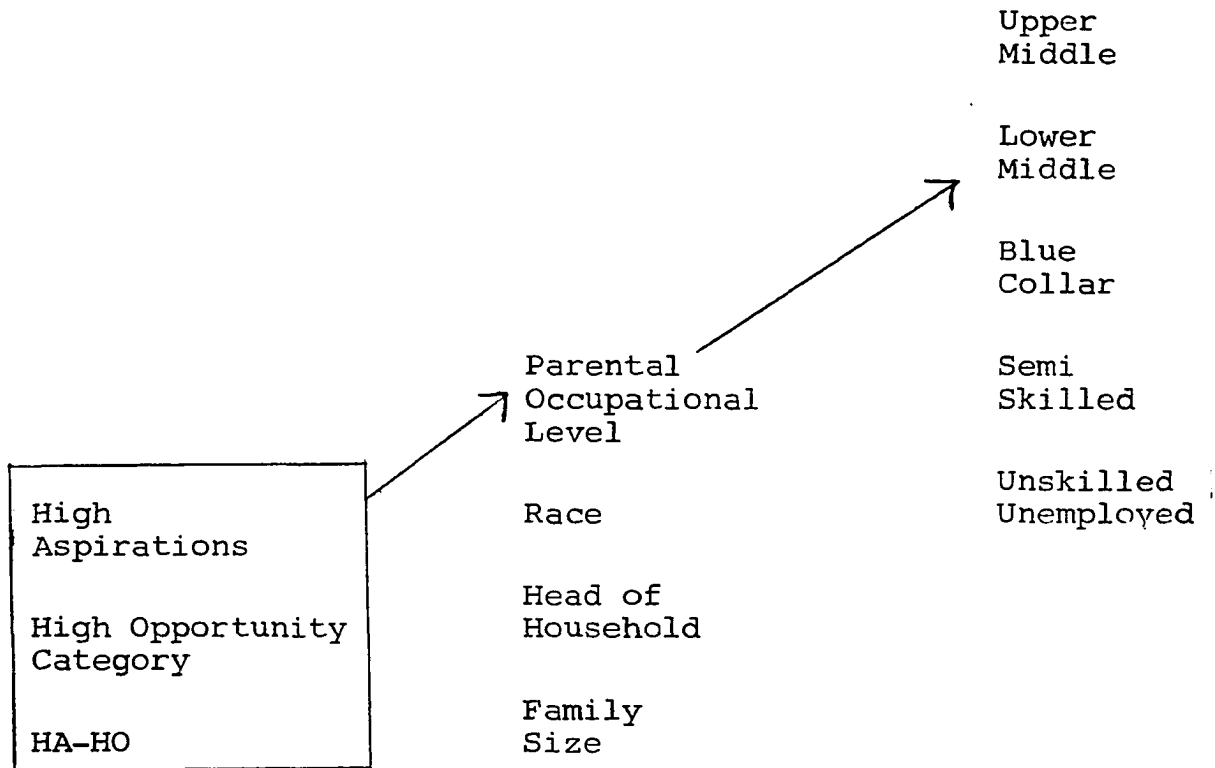 Upper
Middle
Lower
Middle
Blue
Collar
Semi
Skilled
Unskilled
Unemployed
Parental
Occupational
Level
Race
Head of
Household
Family
Size
High
Aspirations
High Opportunity
Category
HA-HO